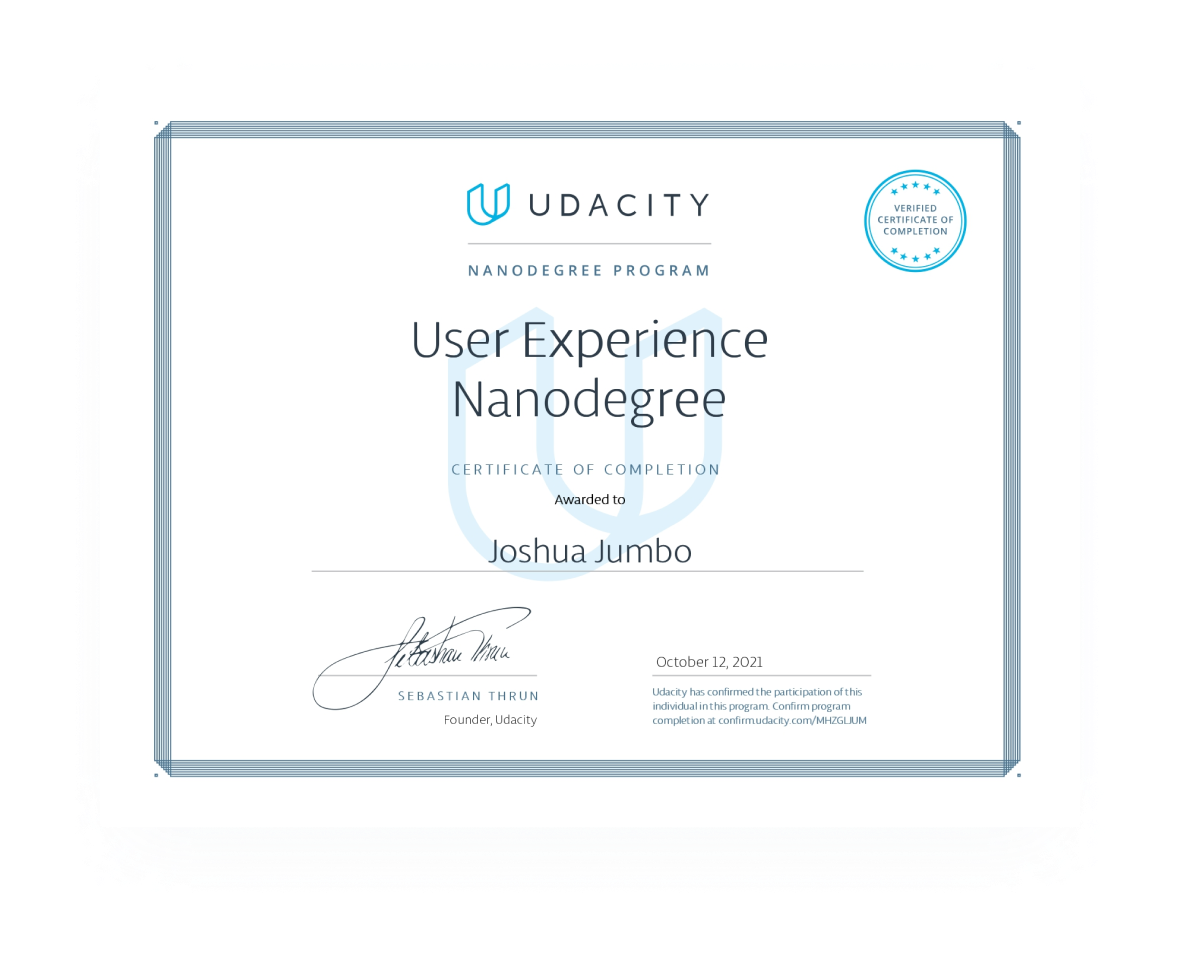 UDACITY
VERIFIED
CERTIFICATE OF
COMPLETION
NANODEGREE PROGRAM
User Experience
Nanodegree
CERTIFICATE OF COMPLETION
Awarded to
Joshua Jumbo
Sebastian Thrun
October 12, 2021
SEBASTIAN THRUN
Founder, Udacity
Udacity has confirmed the participation of this
individual in this program. Confirm program
completion at confirm.udacity.com/MHZGLJUM